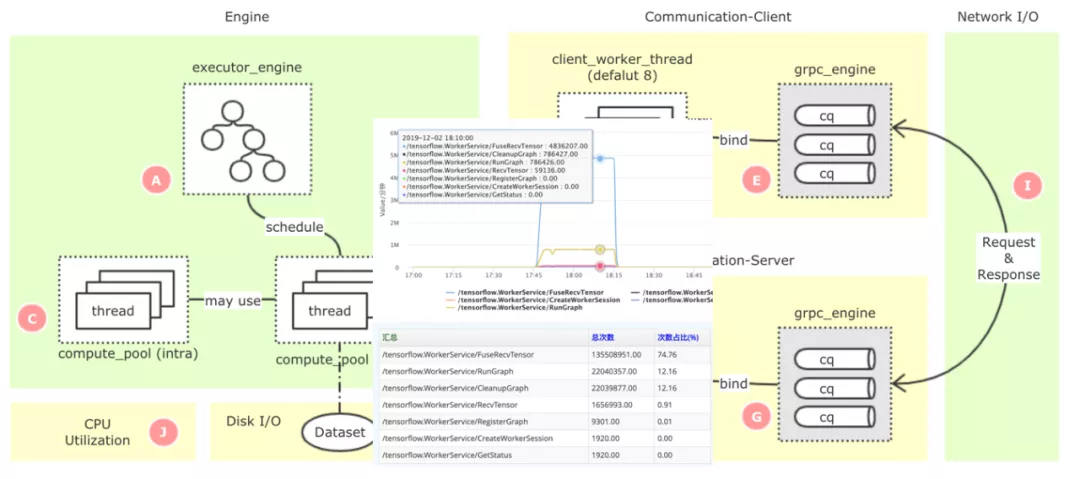 Engine
Communication-Client
Network I/O
executor_engine
client_worker_thread
(defalut 8)
grpc_engine
cq
cq
cq
bind
A
E
I
schedule
Request
&
Response
2019-12-02 18:10:00
/tensorflow.WorkerService/FuseRecvTensor : 4836207.00
/tensorflow.WorkerService/CleanupGraph : 786427.00
/tensorflow.WorkerService/RunGraph : 786426.00
/tensorflow.WorkerService/RecvTensor : 59136.00
/tensorflow.WorkerService/RegisterGraph : 0.00
/tensorflow.WorkerService/CreateWorkerSession : 0.00
/tensorflow.WorkerService/GetStatus : 0.00
Value/分钟
6M
5M
3M
2M
1M
0
17:00 17:15 17:30 17:45 18:00 18:15 18:30 18:45
/tensorflow.WorkerService/FuseRecvTensor /tensorflow.WorkerSe
/tensorflow.WorkerService/CreateWorkerSession /tensorflow.WorkerSe
/tensorflow.WorkerService/RunGraph
ation-Server
C
thread
may use
thread
compute_pool (intra)
compute_pool
grpc_engine
cq
cq
cq
bind
G
汇总 总次数 次数占比(%)
/tensorflow.WorkerService/FuseRecvTensor 135508951.00 74.76
/tensorflow.WorkerService/RunGraph 22040357.00 12.16
/tensorflow.WorkerService/CleanupGraph 22039877.00 12.16
/tensorflow.WorkerService/RecvTensor 1656993.00 0.91
/tensorflow.WorkerService/RegisterGraph 9301.00 0.01
/tensorflow.WorkerService/CreateWorkerSession 1920.00 0.00
/tensorflow.WorkerService/GetStatus 1920.00 0.00
CPU
Utilization
J
Disk I/O
Dataset